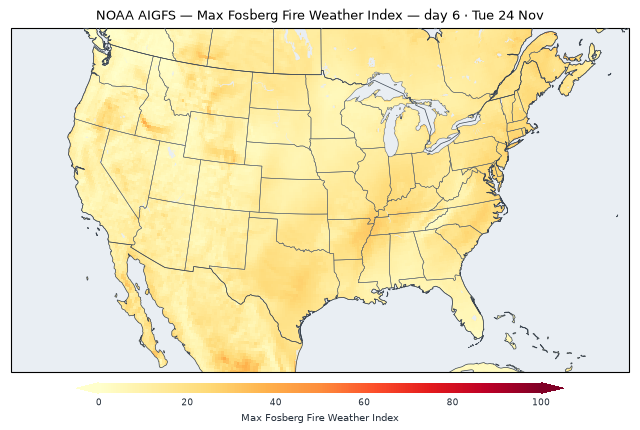 NOAA AIGFS — Max Fosberg Fire Weather Index — day 6 · Tue 24 Nov
0 20 40 60 80 100
Max Fosberg Fire Weather Index